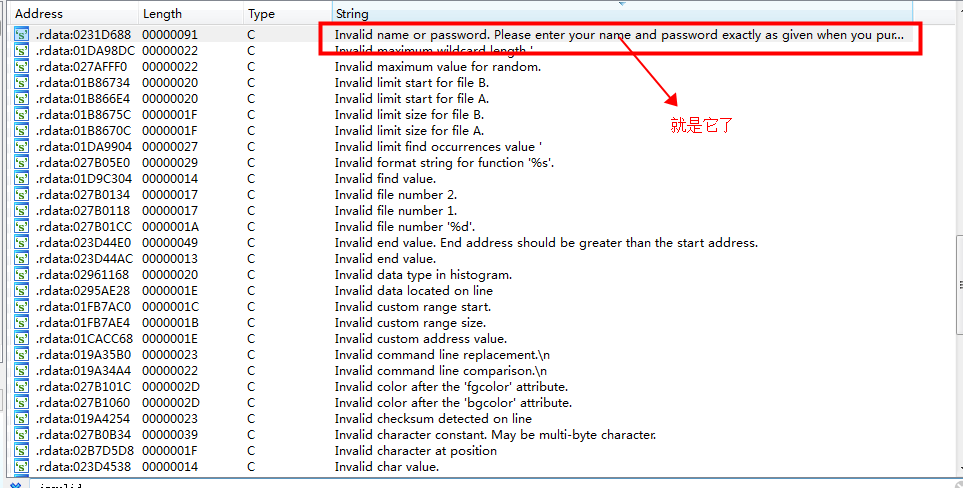 Address Length Type String
.rdata:0231D688 00000091 C Invalid name or password. Please enter your name and password exactly as given when you pur...
.rdata:01DA98DC 00000022 C Invalid maximum wildcard length '
.rdata:027AFFF0 00000022 C Invalid maximum value for random.
.rdata:01B86734 00000020 C Invalid limit start for file B.
.rdata:01B866E4 00000020 C Invalid limit start for file A.
.rdata:01B8675C 0000001F C Invalid limit size for file B.
.rdata:01B8670C 0000001F C Invalid limit size for file A.
就是它了
.rdata:01DA9904 00000027 C Invalid limit find occurrences value '
.rdata:027B05E0 00000029 C Invalid format string for function '%s'.
.rdata:01D9C304 00000014 C Invalid find value.
.rdata:027B0134 00000017 C Invalid file number 2.
.rdata:027B0118 00000017 C Invalid file number 1.
.rdata:027B01CC 0000001A C Invalid file number '%d'.
.rdata:023D44E0 00000049 C Invalid end value. End address should be greater than the start address.
.rdata:023D44AC 00000013 C Invalid end value.
.rdata:02961168 00000020 C Invalid data type in histogram.
.rdata:0295AE28 0000001E C Invalid data located on line
.rdata:01FB7AC0 0000001C C Invalid custom range start.
.rdata:01FB7AE4 0000001B C Invalid custom range size.
.rdata:01CACC68 0000001E C Invalid custom address value.
.rdata:019A35B0 00000023 C Invalid command line replacement.\n
.rdata:019A34A4 00000022 C Invalid command line comparison.\n
.rdata:027B101C 0000002D C Invalid color after the 'fgcolor' attribute.
.rdata:027B1060 0000002D C Invalid color after the 'bgcolor' attribute.
.rdata:019A4254 00000023 C Invalid checksum detected on line
.rdata:027B0B34 00000039 C Invalid character constant. May be multi-byte character.
.rdata:02B7D5D8 0000001F C Invalid character at position
.rdata:023D4538 00000014 C Invalid char value.